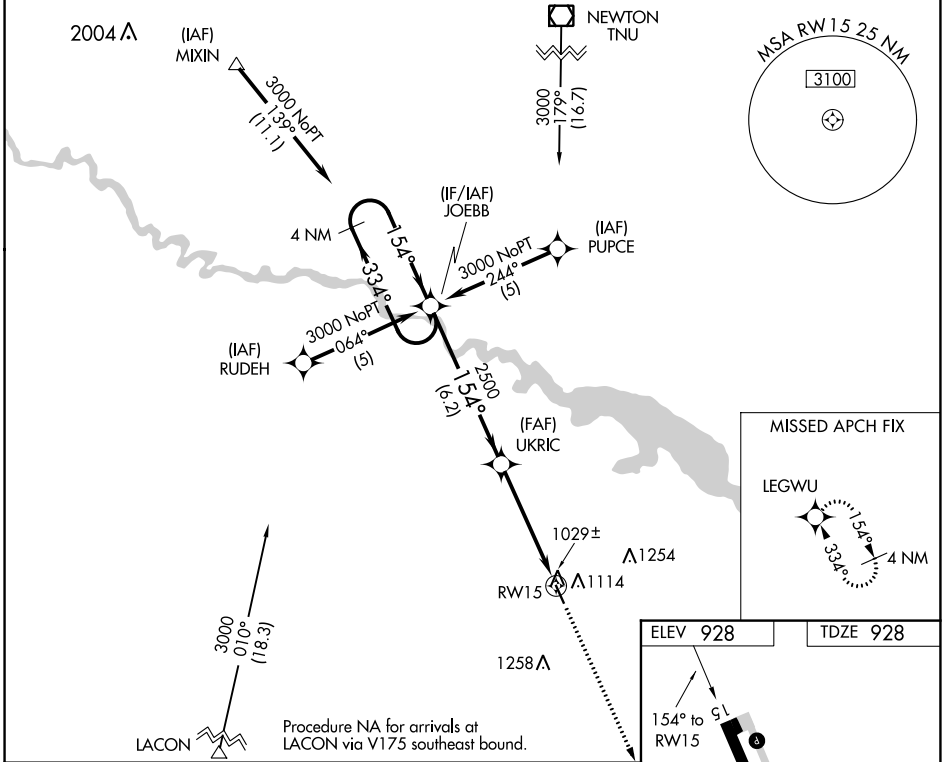 2004
(IAF)
MIXIN
3000 NoPT
139°
(11.1)
NEWTON
TNU
3000
179°
(16.7)
MSA RW15 25 NM
3100
(IF/IAF)
JOEBB
4 NM
154°
334°
(IAF)
PUPCE
3000 NoPT
244°
(5)
3000 NoPT
064°
(5)
(IAF)
RUDEH
2500
154°
(6.2)
(FAF)
UKRIC
MISSED APCH FIX
LEGWU
154°
334°
4 NM
1029±
1254
RW15
1114
3000
010°
(18.3)
1258
LACON
Procedure NA for arrivals at
LACON via V175 southeast bound.
ELEV 928
TDZE 928
154° to
RW15
15
P